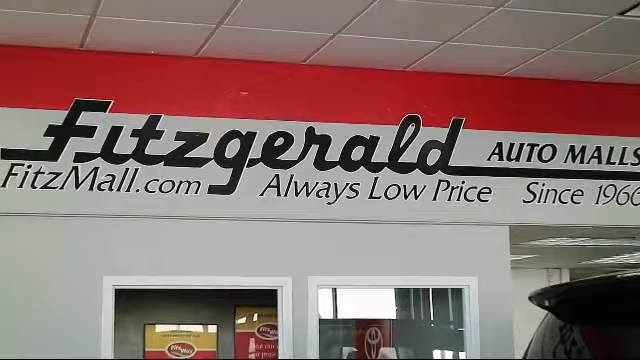 Fitzgerald AUTO MALLS
FitzMall.com Always Low Price Since 1966